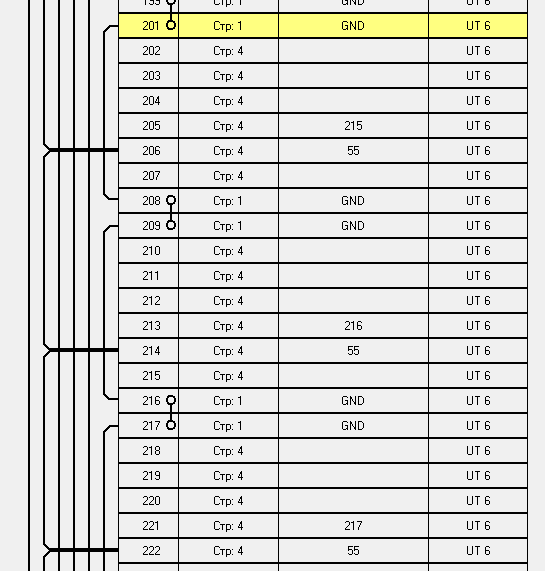 199 Стр: 1 GND UT 6
201 Стр: 1 GND UT 6
202 Стр: 4 UT 6
203 Стр: 4 UT 6
204 Стр: 4 UT 6
205 Стр: 4 215 UT 6
206 Стр: 4 55 UT 6
207 Стр: 4 UT 6
208 Стр: 1 GND UT 6
209 Стр: 1 GND UT 6
210 Стр: 4 UT 6
211 Стр: 4 UT 6
212 Стр: 4 UT 6
213 Стр: 4 216 UT 6
214 Стр: 4 55 UT 6
215 Стр: 4 UT 6
216 Стр: 1 GND UT 6
217 Стр: 1 GND UT 6
218 Стр: 4 UT 6
219 Стр: 4 UT 6
220 Стр: 4 UT 6
221 Стр: 4 217 UT 6
222 Стр: 4 55 UT 6